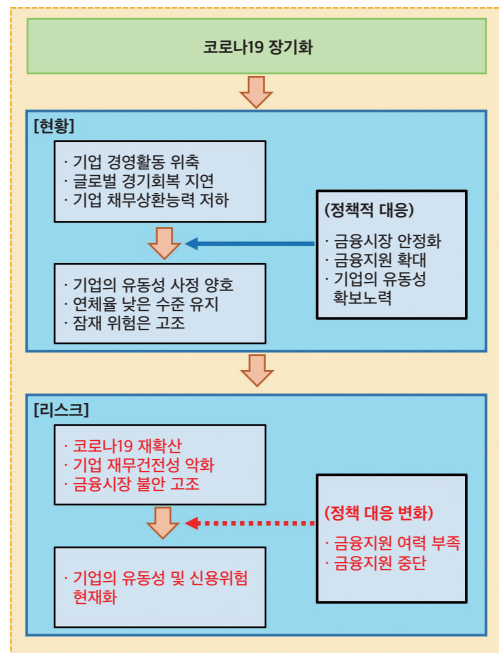 코로나19 장기화
[현황]
· 기업 경영활동 위축
· 글로벌 경기회복 지연
· 기업 채무상환능력 저하
(정책적 대응)
· 금융시장 안정화
· 금융지원 확대
· 기업의 유동성
확보노력
· 기업의 유동성 사정 양호
· 연체율 낮은 수준 유지
· 잠재 위험은 고조
[리스크]
· 코로나19 재확산
· 기업 재무건전성 악화
· 금융시장 불안 고조
(정책 대응 변화)
· 금융지원 여력 부족
· 금융지원 중단
· 기업의 유동성 및 신용위험
현재화